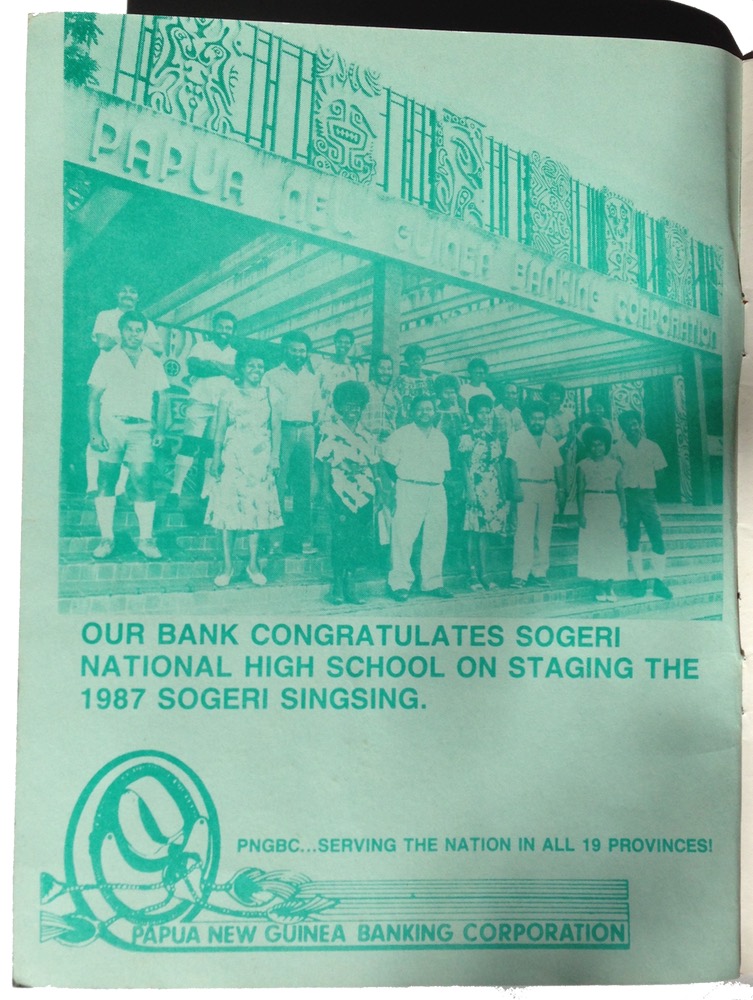 PAPUA NEW GUINEA BANKING CORPORATION
OUR BANK CONGRATULATES SOGERI
NATIONAL HIGH SCHOOL ON STAGING THE
1987 SOGERI SINGSING.
PNGBC...SERVING THE NATION IN ALL 19 PROVINCES!
PAPUA NEW GUINEA BANKING CORPORATION